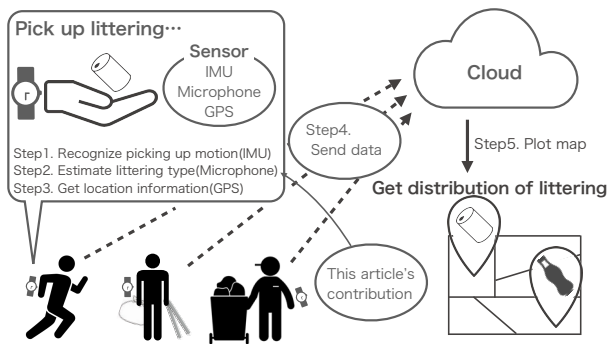 Pick up littering…
Sensor
IMU
Microphone
GPS
Step1. Recognize picking up motion(IMU)
Step2. Estimate littering type(Microphone)
Step3. Get location information(GPS)
Step4.
Send data
Cloud
Step5. Plot map
Get distribution of littering
This article's
contribution